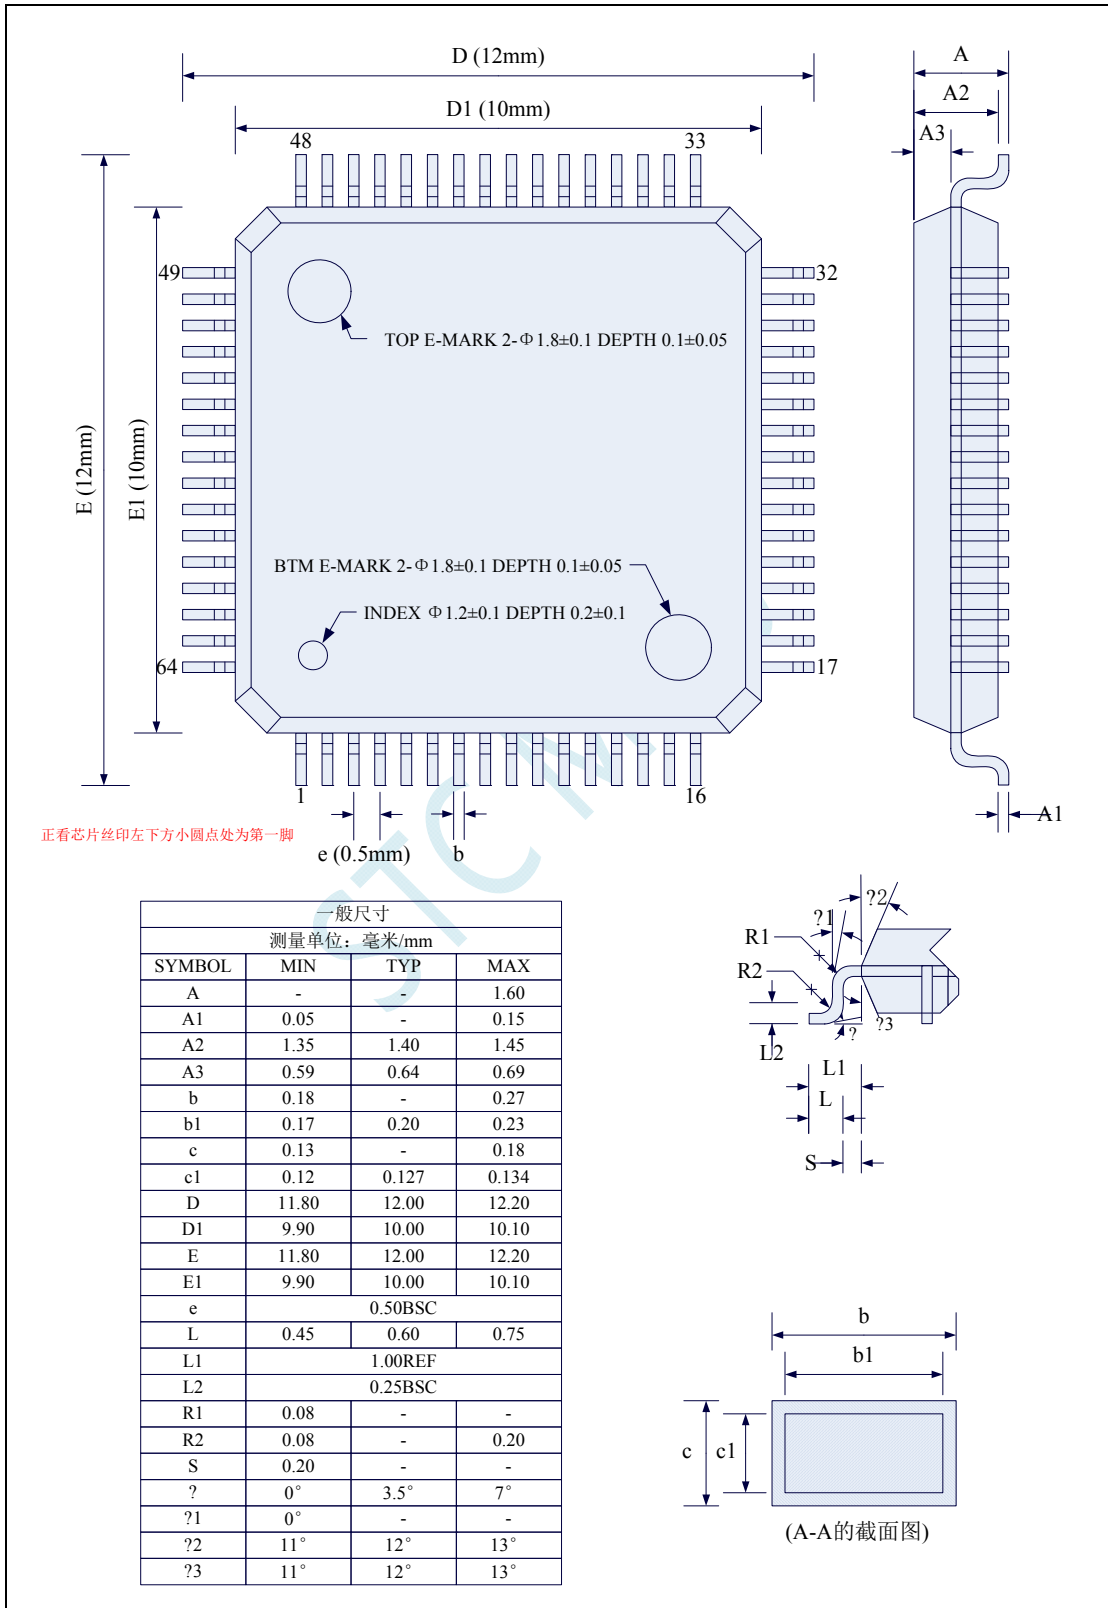 D (12mm)
A
D1 (10mm)
A2
A3
48
33
49
32
TOP E-MARK 2-Φ1.8±0.1 DEPTH 0.1±0.05
E (12mm)
E1 (10mm)
BTM E-MARK 2-Φ1.8±0.1 DEPTH 0.1±0.05
INDEX Φ1.2±0.1 DEPTH 0.2±0.1
64
17
1
16
A1
正看芯片丝印左下方小圆点处为第一脚
e (0.5mm)
b
STC M
一般尺寸
测量单位：毫米/mm
SYMBOL MIN TYP MAX
A - - 1.60
A1 0.05 - 0.15
A2 1.35 1.40 1.45
A3 0.59 0.64 0.69
b 0.18 - 0.27
b1 0.17 0.20 0.23
c 0.13 - 0.18
c1 0.12 0.127 0.134
D 11.80 12.00 12.20
D1 9.90 10.00 10.10
E 11.80 12.00 12.20
E1 9.90 10.00 10.10
e 0.50BSC
L 0.45 0.60 0.75
L1 1.00REF
L2 0.25BSC
R1 0.08 - -
R2 0.08 - 0.20
S 0.20 - -
? 0° 3.5° 7°
?1 0° - -
?2 11° 12° 13°
?3 11° 12° 13°
?2
?1
R1
R2
?3
?
L2
L1
L
S
b
b1
c
c1
(A-A的截面图)